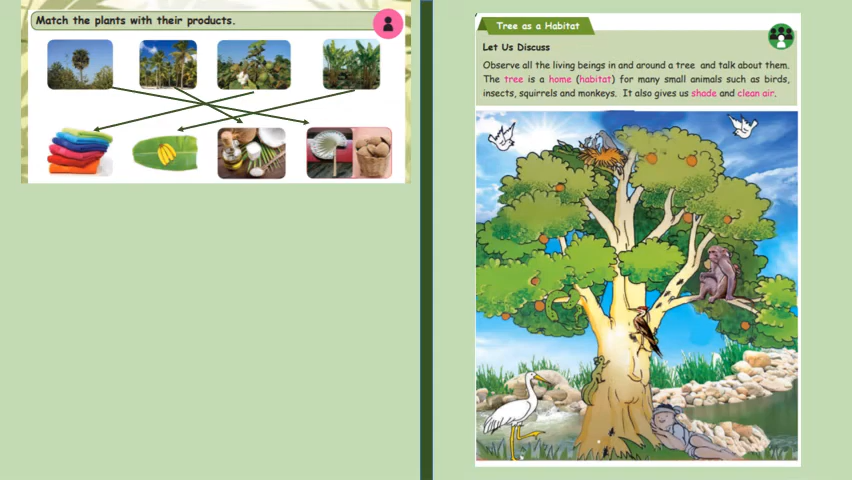 Match the plants with their products.
Tree as a Habitat
Let Us Discuss
Observe all the living beings in and around a tree and talk about them.
The tree is a home (habitat) for many small animals such as birds,
insects, squirrels and monkeys. It also gives us shade and clean air.